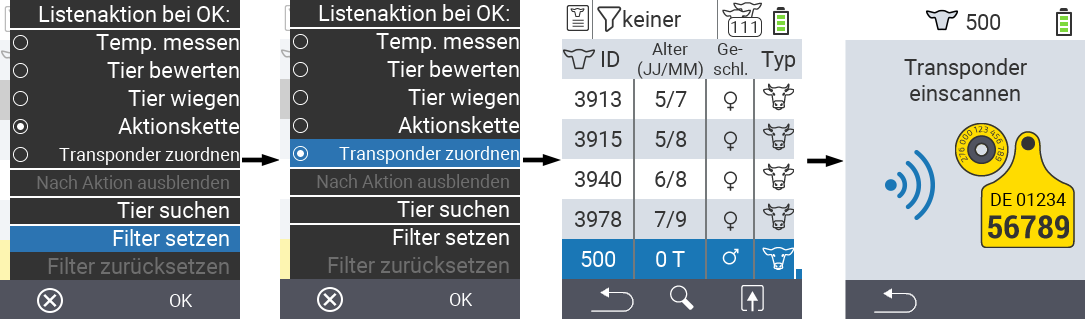 Listenaktion bei OK:
Temp. messen
Tier bewerten
Tier wiegen
Aktionskette
Transponder zuordnen
Nach Aktion ausblenden
Tier suchen
Filter setzen
Filter zurücksetzen
OK
Listenaktion bei OK:
Temp. messen
Tier bewerten
Tier wiegen
Aktionskette
Transponder zuordnen
Nach Aktion ausblenden
Tier suchen
Filter setzen
Filter zurücksetzen
OK
keiner 111
ID Alter (JJ/MM) Ge-schl. Typ
3913 5/7 ♀
3915 5/8 ♀
3940 6/8 ♀
3978 7/9 ♀
500 0 T ♂
500
Transponder
einscannen
276 000 123 456 789
DE 01234
56789